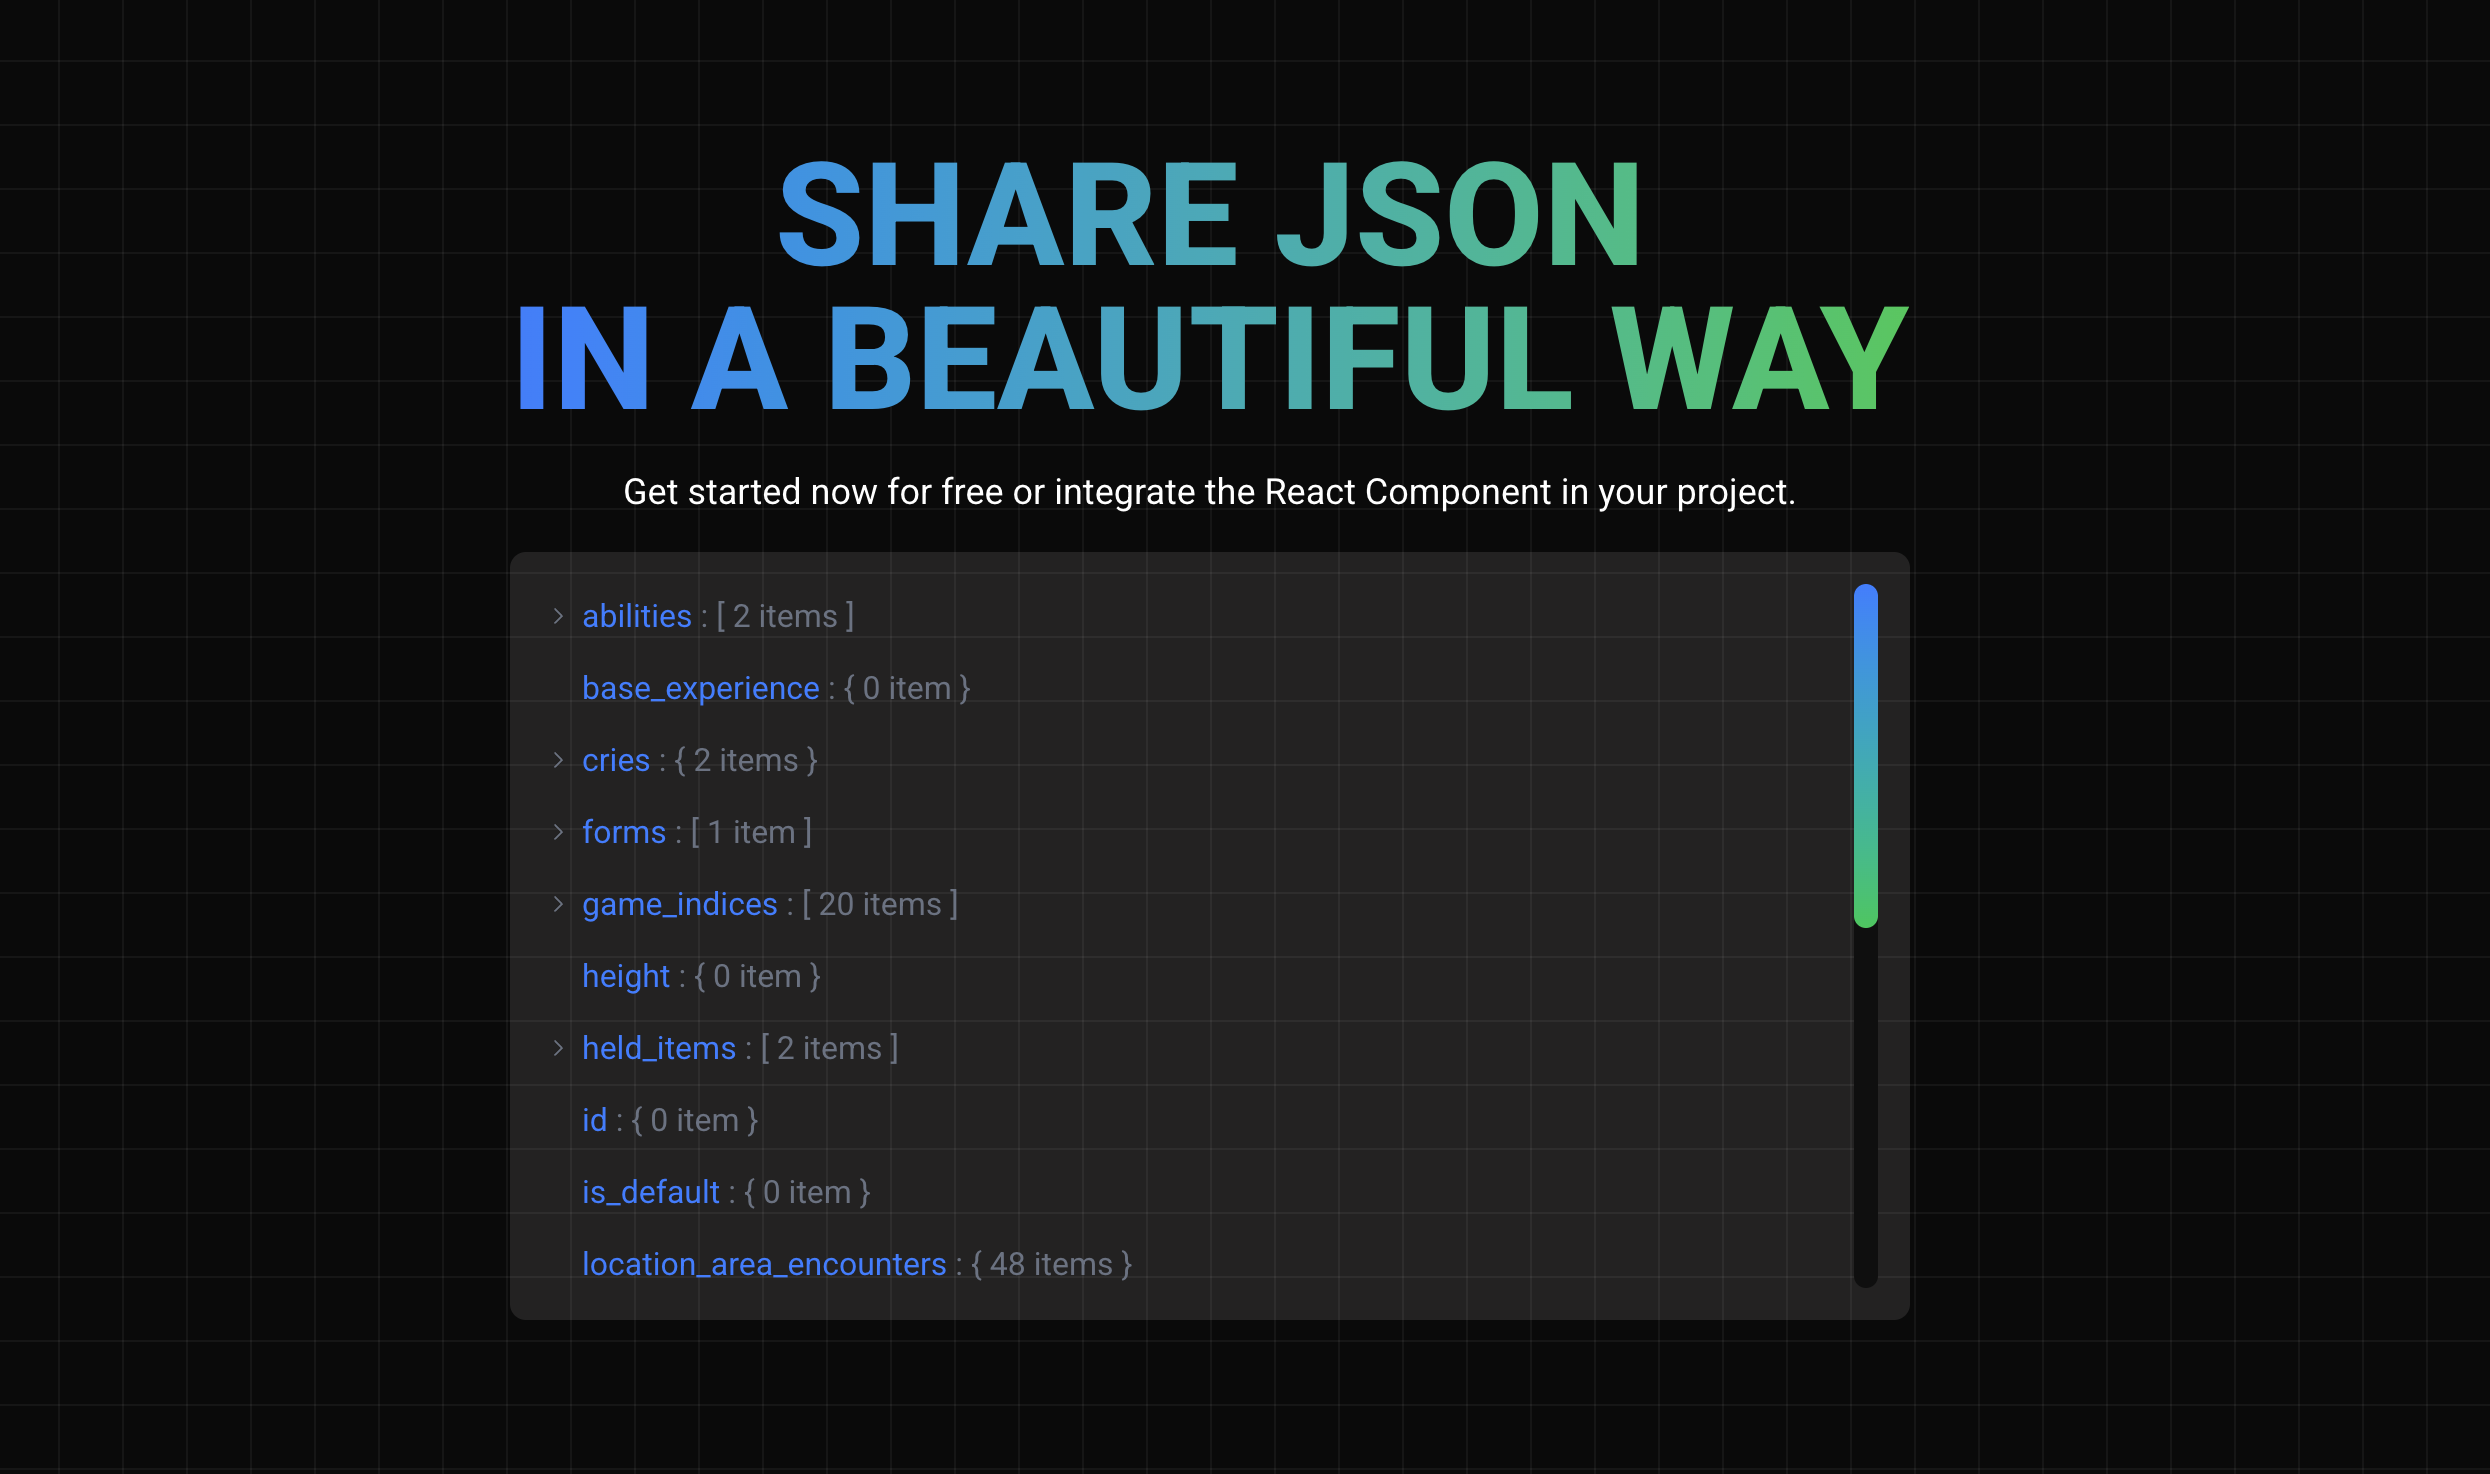 SHARE JSON
IN A BEAUTIFUL WAY
Get started now for free or integrate the React Component in your project.
abilities : [ 2 items ]
base_experience : { 0 item }
cries : { 2 items }
forms : [ 1 item ]
game_indices : [ 20 items ]
height : { 0 item }
held_items : [ 2 items ]
id : { 0 item }
is_default : { 0 item }
location_area_encounters : { 48 items }